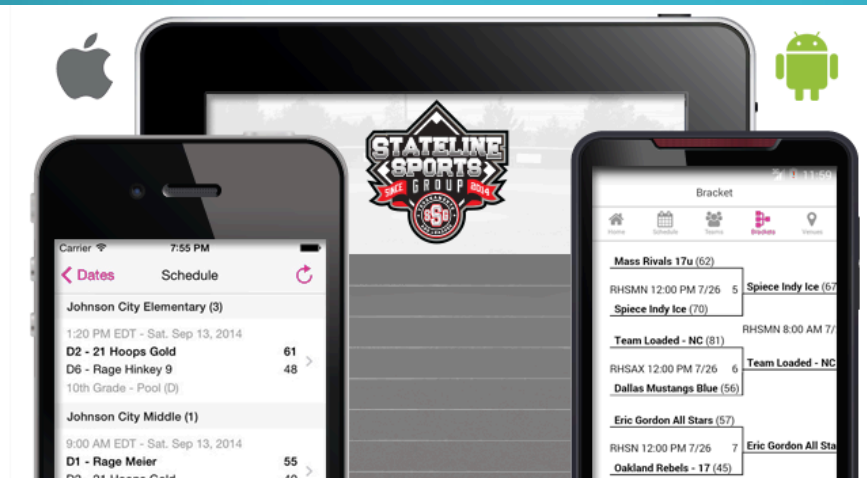 STATELINE
SPORTS
SINCE GROUP 2014
SSG
Carrier 7:55 PM
Dates Schedule
Johnson City Elementary (3)
1:20 PM EDT - Sat. Sep 13, 2014
D2 - 21 Hoops Gold 61
D6 - Rage Hinkey 9 48
10th Grade - Pool (D)
Johnson City Middle (1)
9:00 AM EDT - Sat. Sep 13, 2014
D1 - Rage Meier 55
11:59
Bracket
Home Schedule Teams Brackets Venues
Mass Rivals 17u (62)
RHSMN 12:00 PM 7/26 5 Spiece Indy Ice (67
Spiece Indy Ice (70)
RHSMN 8:00 AM 7/
Team Loaded - NC (81)
RHSAX 12:00 PM 7/26 6 Team Loaded - NC
Dallas Mustangs Blue (56)
Eric Gordon All Stars (57)
RHSN 12:00 PM 7/26 7 Eric Gordon All Sta
Oakland Rebels - 17 (45)